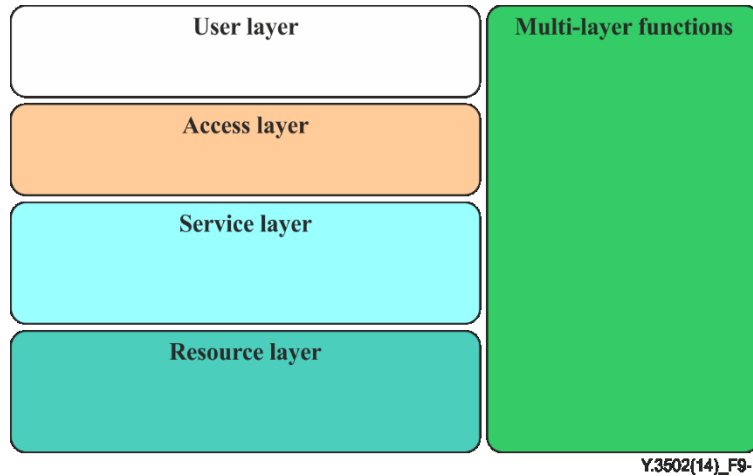 User layer
Multi-layer functions
Access layer
Service layer
Resource layer
Y.3502(14)_F9-